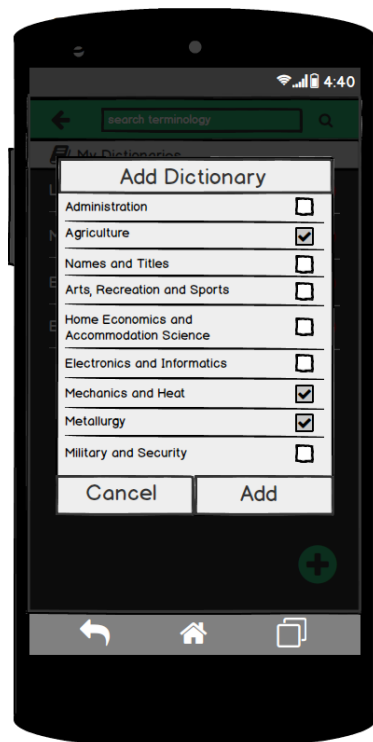 4:40
search terminology
My Dictionaries
Add Dictionary
Administration
Agriculture
Names and Titles
Arts, Recreation and Sports
Home Economics and
Accommodation Science
Electronics and Informatics
Mechanics and Heat
Metallurgy
Military and Security
Cancel
Add